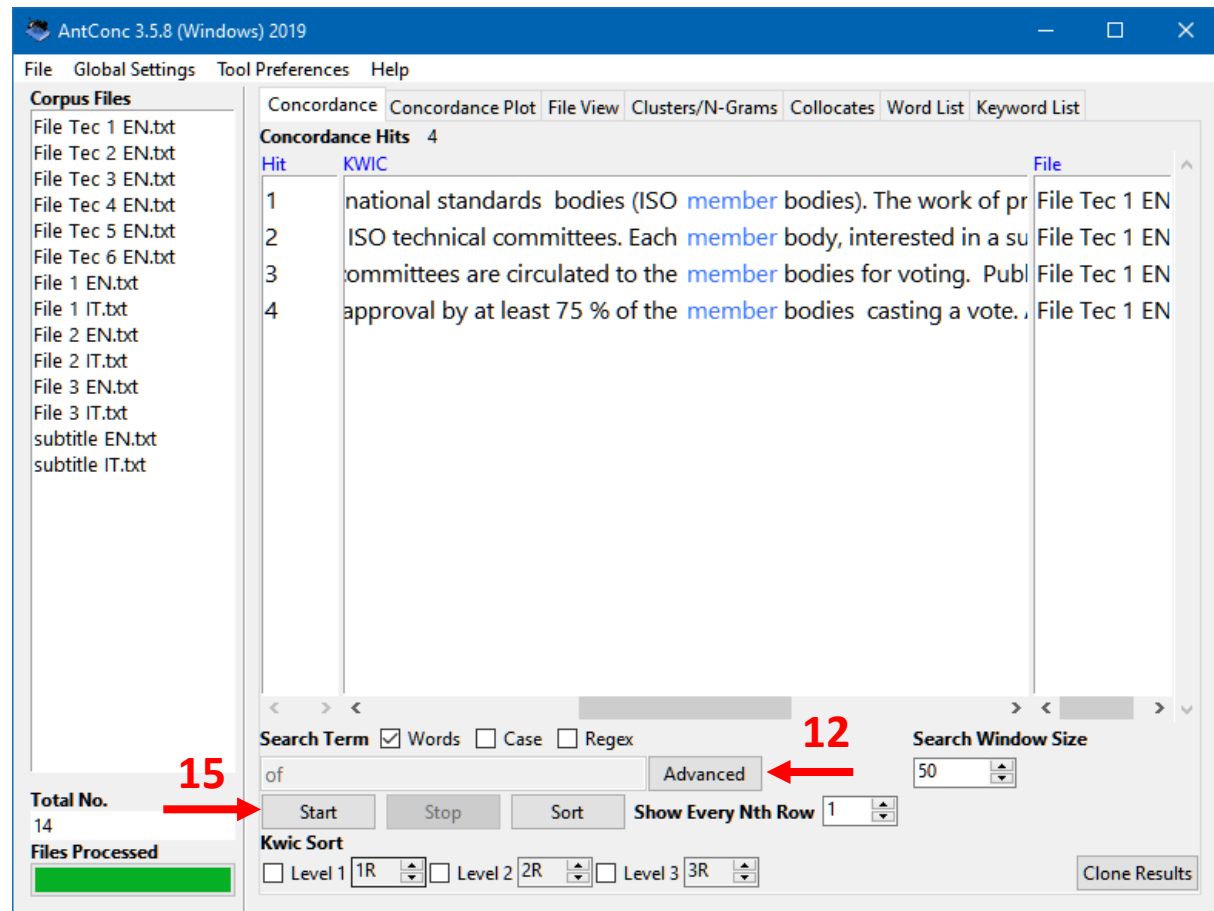 AntConc 3.5.8 (Windows) 2019
File Global Settings Tool Preferences Help
Corpus Files
File Tec 1 EN.txt
File Tec 2 EN.txt
File Tec 3 EN.txt
File Tec 4 EN.txt
File Tec 5 EN.txt
File Tec 6 EN.txt
File 1 EN.txt
File 1 IT.txt
File 2 EN.txt
File 2 IT.txt
File 3 EN.txt
File 3 IT.txt
subtitle EN.txt
subtitle IT.txt
Total No.
14
Files Processed
Concordance Concordance Plot File View Clusters/N-Grams Collocates Word List Keyword List
Concordance Hits 4
Hit KWIC File
1 national standards bodies (ISO member bodies). The work of pr File Tec 1 EN
2 ISO technical committees. Each member body, interested in a su File Tec 1 EN
3 committees are circulated to the member bodies for voting. Publ File Tec 1 EN
4 approval by at least 75 % of the member bodies casting a vote. File Tec 1 EN
Search Term Words Case Regex 12 Search Window Size
15 of Advanced 50
Start Stop Sort Show Every Nth Row 1
Kwic Sort
Level 1 1R Level 2 2R Level 3 3R Clone Results